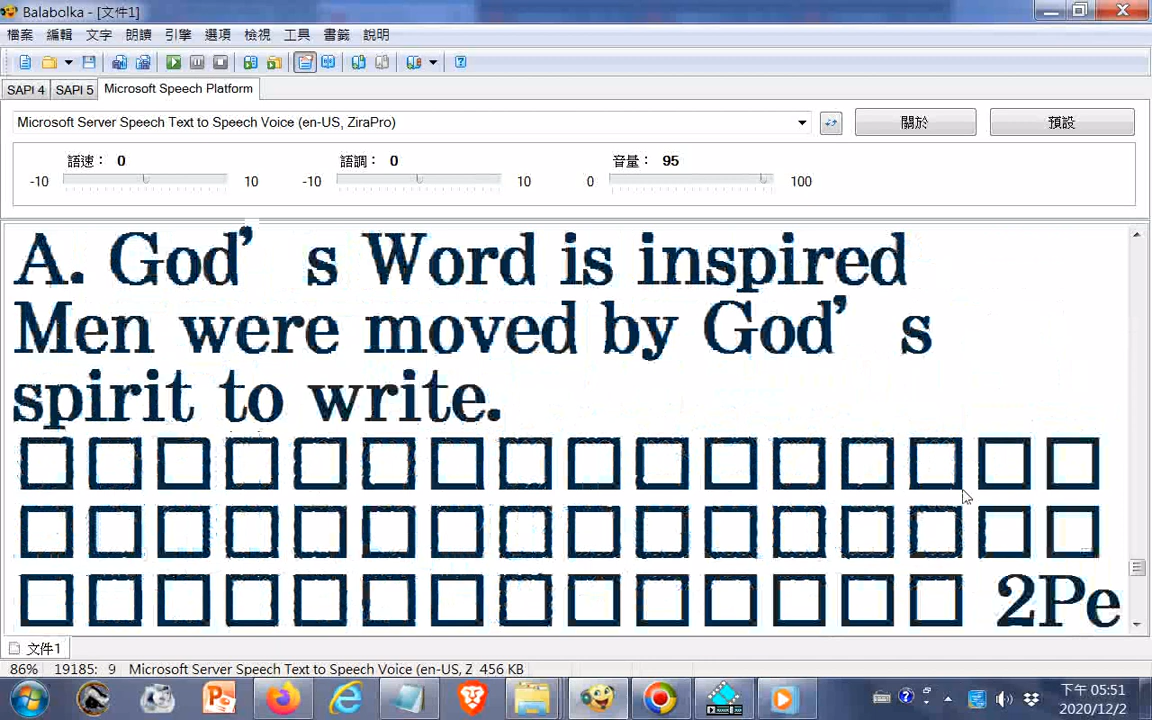 Balabolka - [文件1]
檔案 編輯 文字 朗讀 引擎 選項 檢視 工具 書籤 說明
SAPI 4 SAPI 5 Microsoft Speech Platform
Microsoft Server Speech Text to Speech Voice (en-US, ZiraPro) 關於 預設
語速： 0 語調： 0 音量： 95
-10 10 -10 10 0 100
A. God’s Word is inspired
Men were moved by God’s
spirit to write.
□□□□□□□□□□□□□□□□
□□□□□□□□□□□□□□□□
□□□□□□□□□□□□□□ 2Pe
文件1
86% 19185: 9 Microsoft Server Speech Text to Speech Voice (en-US, Z 456 KB
下午 05:51
2020/12/2